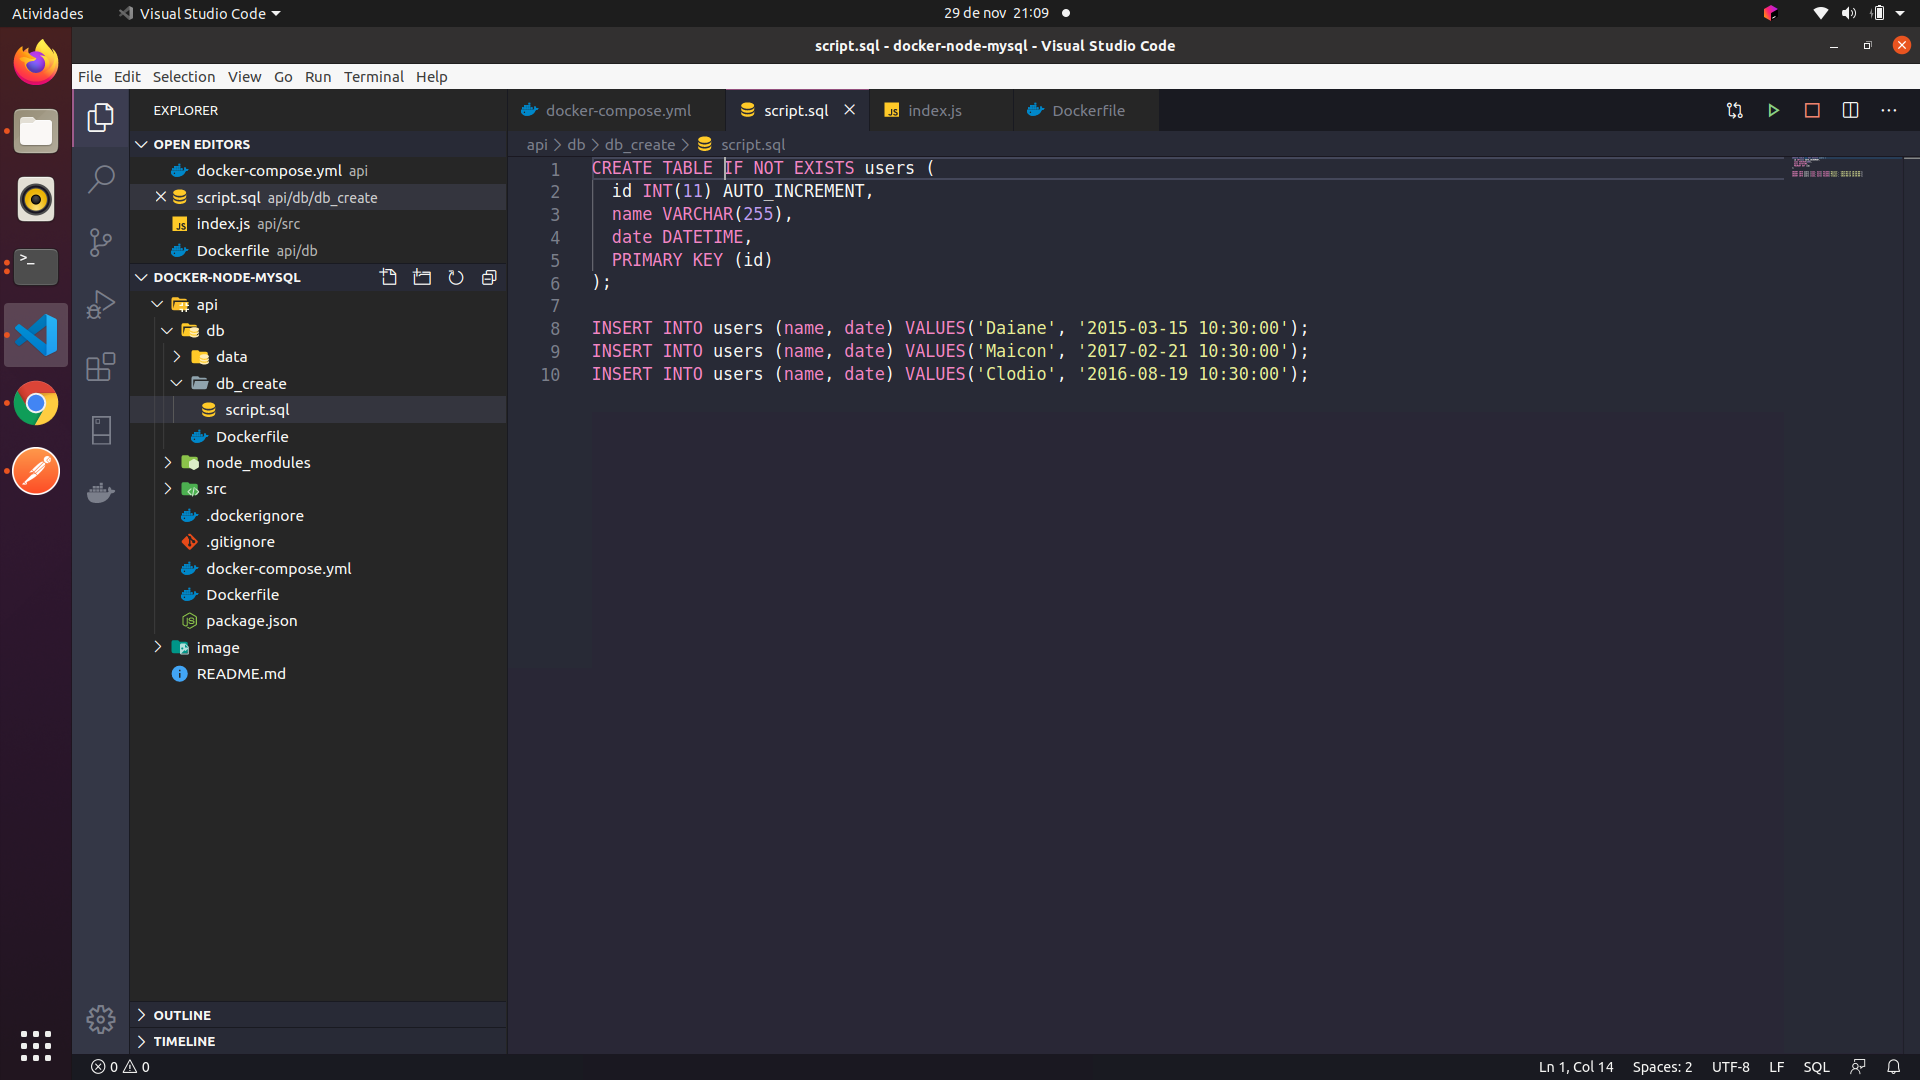 Atividades
Visual Studio Code
29 de nov 21:09
script.sql - docker-node-mysql - Visual Studio Code
File Edit Selection View Go Run Terminal Help
EXPLORER
OPEN EDITORS
docker-compose.yml api
script.sql api/db/db_create
index.js api/src
Dockerfile api/db
DOCKER-NODE-MYSQL
api
db
data
db_create
script.sql
Dockerfile
node_modules
src
.dockerignore
.gitignore
docker-compose.yml
Dockerfile
package.json
image
README.md
OUTLINE
TIMELINE
docker-compose.yml
script.sql
index.js
Dockerfile
api > db > db_create > script.sql
1 CREATE TABLE IF NOT EXISTS users (
2 id INT(11) AUTO_INCREMENT,
3 name VARCHAR(255),
4 date DATETIME,
5 PRIMARY KEY (id)
6 );
7
8 INSERT INTO users (name, date) VALUES('Daiane', '2015-03-15 10:30:00');
9 INSERT INTO users (name, date) VALUES('Maicon', '2017-02-21 10:30:00');
10 INSERT INTO users (name, date) VALUES('Clodio', '2016-08-19 10:30:00');
0 0
Ln 1, Col 14 Spaces: 2 UTF-8 LF SQL